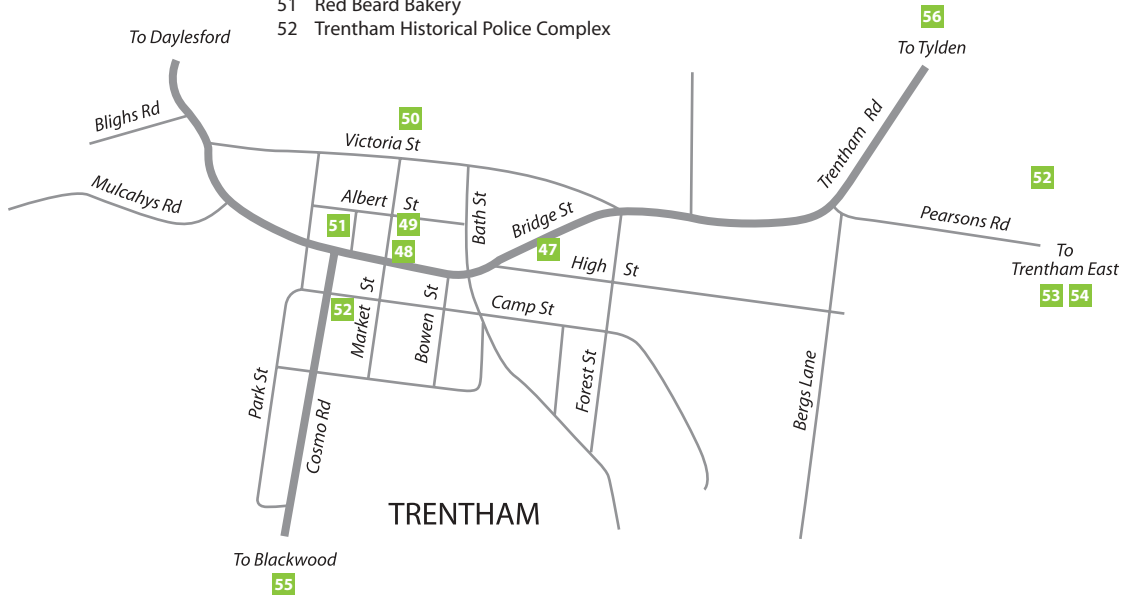 51 Red Beard Bakery
52 Trentham Historical Police Complex
56
To Daylesford
To Tylden
Blighs Rd
50
Victoria St
Trentham Rd
52
Mulcahys Rd
Albert St
Bath St
51
49
Bridge St
Pearsons Rd
48
47
To
Trentham East
High St
53 54
52
Market St
Bowen St
Camp St
Park St
Forest St
Bergs Lane
Cosmo Rd
TRENTHAM
To Blackwood
55